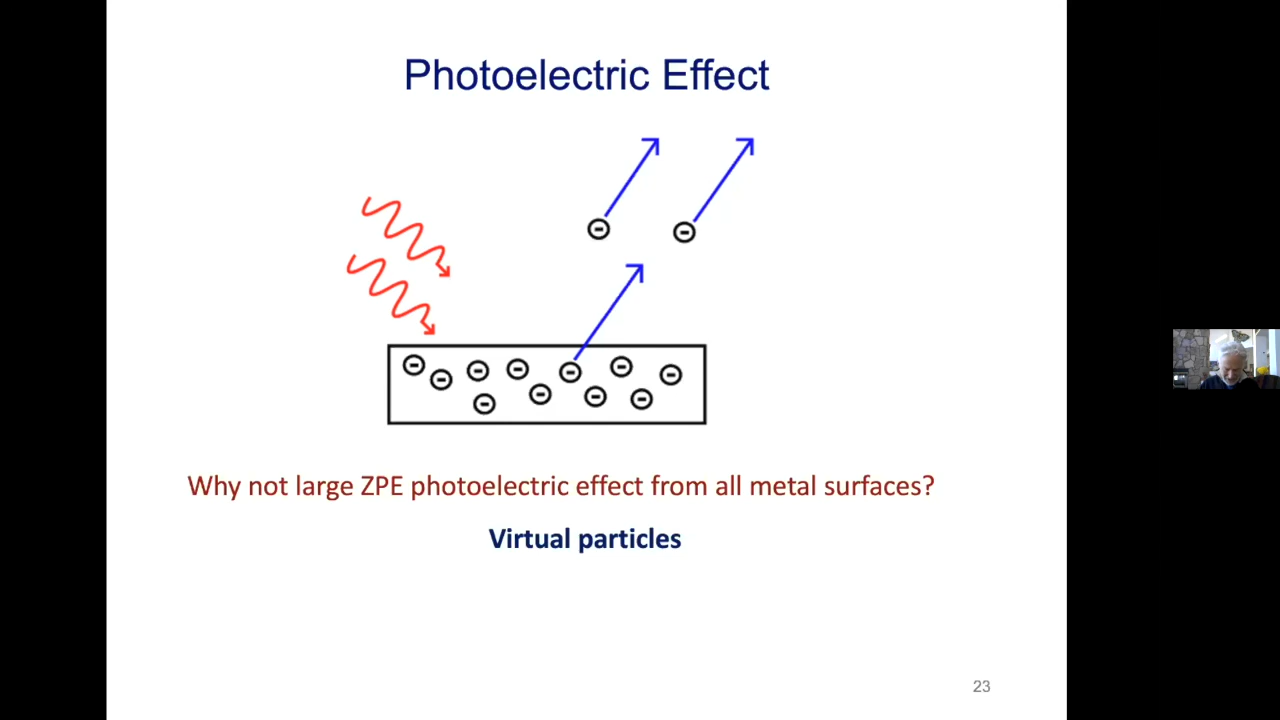 Photoelectric Effect
Why not large ZPE photoelectric effect from all metal surfaces?
Virtual particles
23